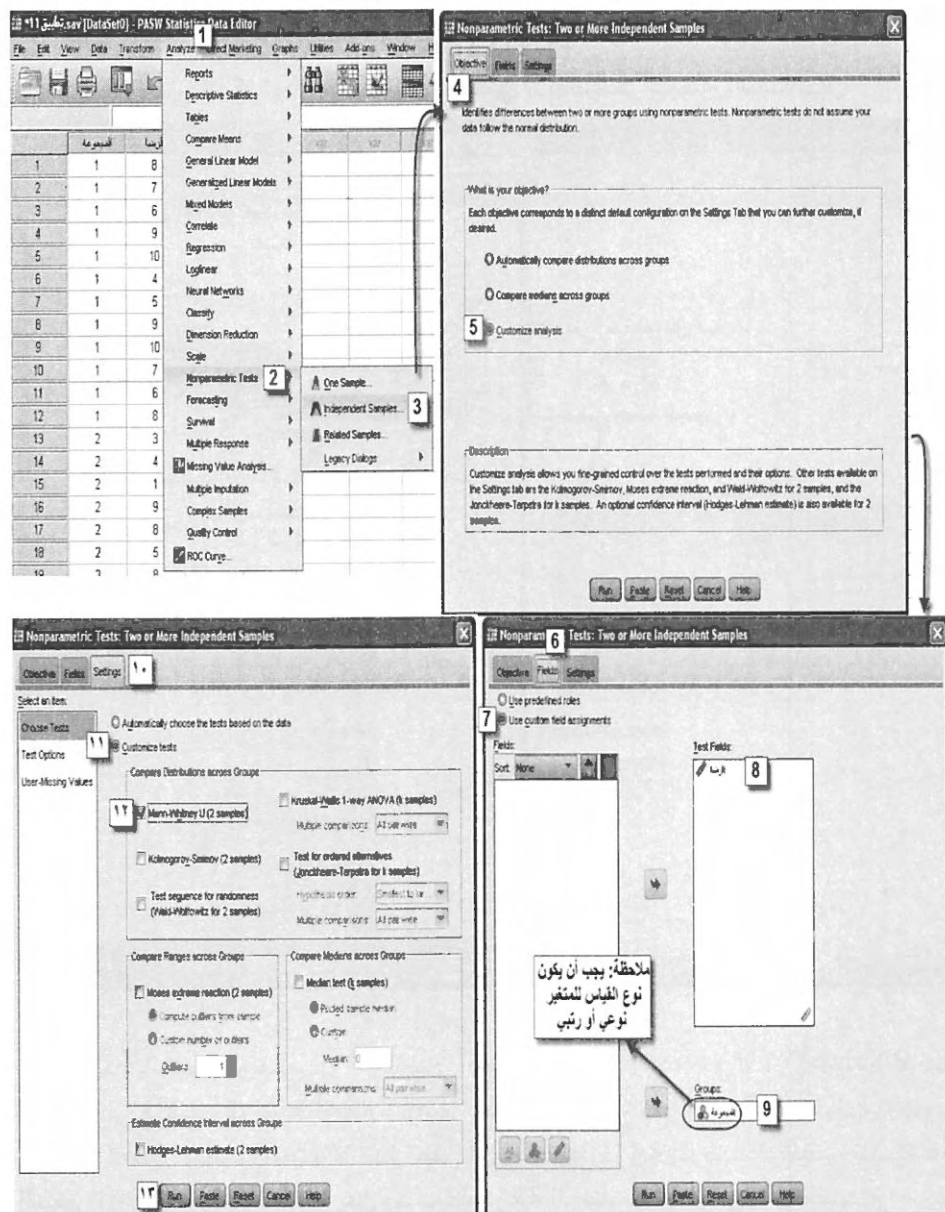 *تطبيق ١١.sav [DataSet0] - PASW Statistics Data Editor
1
File Edit View Data Transform Analyze Marketing Graphs Utilities Add-ons Window
المجموعة الرضا var var
1 1 8
2 1 7
3 1 6
4 1 9
5 1 10
6 1 4
7 1 5
8 1 9
9 1 10
10 1 7
11 1 6
12 1 8
13 2 3
14 2 4
15 2 1
16 2 9
17 2 8
18 2 5
19 2 8
Reports
Descriptive Statistics
Tables
Compare Means
General Linear Model
Generalized Linear Models
Mixed Models
Correlate
Regression
Loglinear
Neural Networks
Classify
Dimension Reduction
Scale
Nonparametric Tests 2
Forecasting
Survival
Multiple Response
Missing Value Analysis...
Multiple Imputation
Complex Samples
Quality Control
ROC Curve...
One Sample...
Independent Samples... 3
Related Samples...
Legacy Dialogs
Nonparametric Tests: Two or More Independent Samples
Objective Fields Settings
4
Identifies differences between two or more groups using nonparametric tests. Nonparametric tests do not assume your
data follow the normal distribution.
What is your objective?
Each objective corresponds to a distinct default configuration on the Settings Tab that you can further customize, if
desired.
Automatically compare distributions across groups
Compare medians across groups
5 Customize analysis
Description
Customize analysis allows you fine-grained control over the tests performed and their options. Other tests available on
the Settings tab are the Kolmogorov-Smirnov, Moses extreme reaction, and Wald-Wolfowitz for 2 samples, and the
Jonckheere-Terpstra for k samples. An optional confidence interval (Hodges-Lehman estimate) is also available for 2
samples.
Run Paste Reset Cancel Help
Nonparametric Tests: Two or More Independent Samples
Objective Fields Settings ١٠
Select an item:
Choose Tests
Test Options
User-Missing Values
Automatically choose the tests based on the data
١١ Customize tests
Compare Distributions across Groups
١٢ Mann-Whitney U (2 samples)
Kolmogorov-Smirnov (2 samples)
Test sequence for randomness
(Wald-Wolfowitz for 2 samples)
Kruskal-Wallis 1-way ANOVA (k samples)
Multiple comparisons: All pairwise
Test for ordered alternatives
(Jonckheere-Terpstra for k samples)
Hypothesis order: Smallest to lar
Multiple comparisons: All pairwise
Compare Ranges across Groups
Moses extreme reaction (2 samples)
Compute outliers from sample
Custom number of outliers
Outliers: 1
Compare Medians across Groups
Median test (k samples)
Pooled sample median
Custom
Median: 0
Multiple comparisons: All pairwise
Estimate Confidence Interval across Groups
Hodges-Lehman estimate (2 samples)
١٣ Run Paste Reset Cancel Help
Nonparam Tests: Two or More Independent Samples
6
Objective Fields Settings
Use predefined roles
7 Use custom field assignments
Fields:
Sort: None
Test Fields:
الرضا 8
ملاحظة: يجب أن يكون
نوع القياس للمتغير
نوعي أو رتبي
Groups:
المجموعة 9
Run Paste Reset Cancel Help